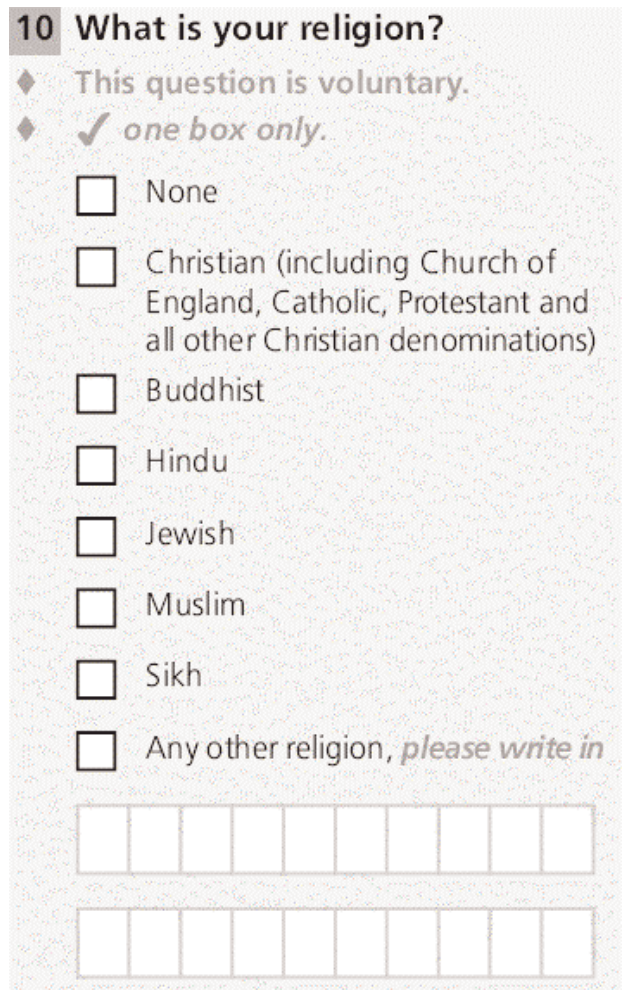 10 What is your religion?
This question is voluntary.
✓ one box only.
None
Christian (including Church of
England, Catholic, Protestant and
all other Christian denominations)
Buddhist
Hindu
Jewish
Muslim
Sikh
Any other religion, please write in